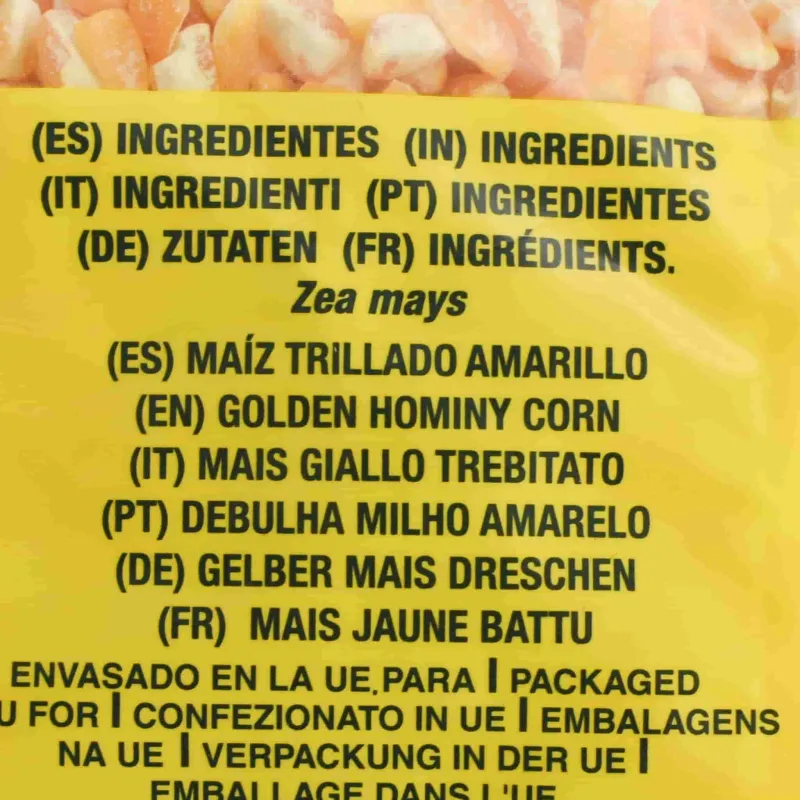 (ES) INGREDIENTES (IN) INGREDIENTS
(IT) INGREDIENTI (PT) INGREDIENTES
(DE) ZUTATEN (FR) INGRÉDIENTS.
Zea mays
(ES) MAÍZ TRILLADO AMARILLO
(EN) GOLDEN HOMINY CORN
(IT) MAIS GIALLO TREBITATO
(PT) DEBULHA MILHO AMARELO
(DE) GELBER MAIS DRESCHEN
(FR) MAIS JAUNE BATTU
ENVASADO EN LA UE, PARA | PACKAGED
U FOR | CONFEZIONATO IN UE | EMBALAGENS
NA UE | VERPACKUNG IN DER UE |
EMBALLAGE DANS L'UE